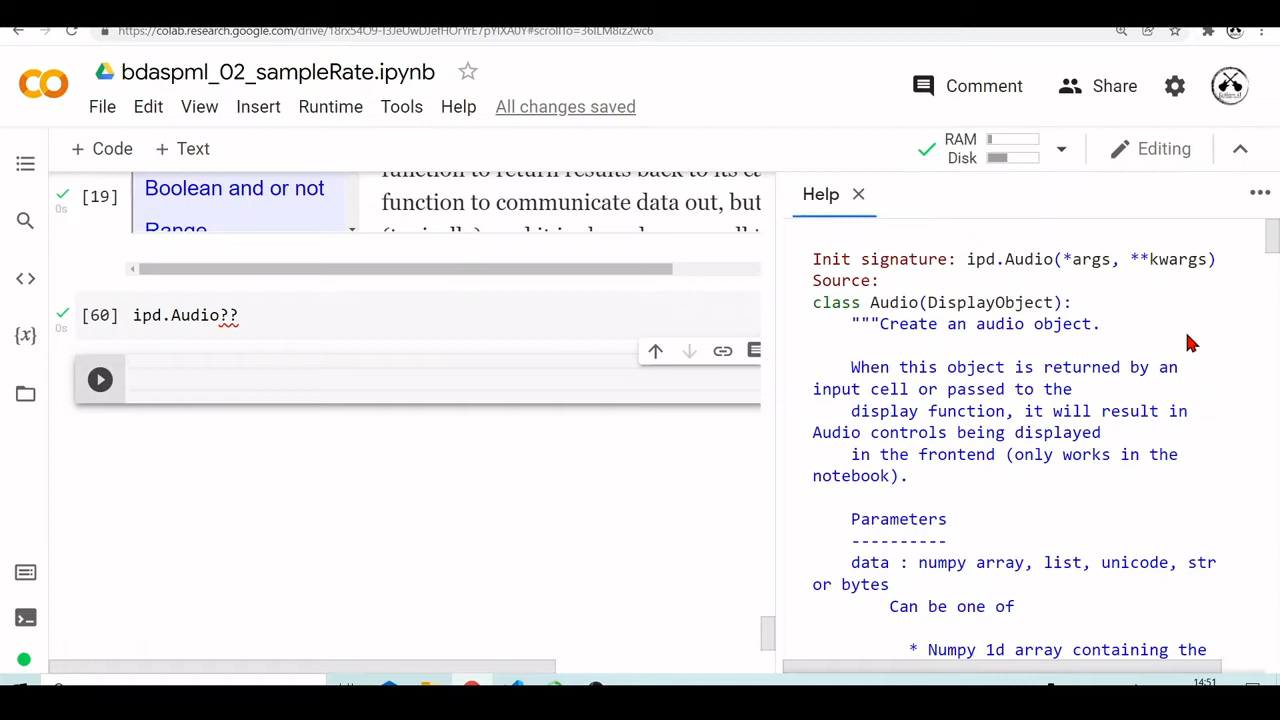 bdaspml_02_sampleRate.ipynb
File Edit View Insert Runtime Tools Help All changes saved
Comment Share
+ Code + Text
RAM
Disk
Editing
[19]
0s
Boolean and or not
Range
function to communicate data out, but
[60] ipd.Audio??
0s
Help
Init signature: ipd.Audio(*args, **kwargs)
Source:
class Audio(DisplayObject):
"""Create an audio object.
When this object is returned by an
input cell or passed to the
display function, it will result in
Audio controls being displayed
in the frontend (only works in the
notebook).
Parameters
----------
data : numpy array, list, unicode, str
or bytes
Can be one of
* Numpy 1d array containing the
14:51